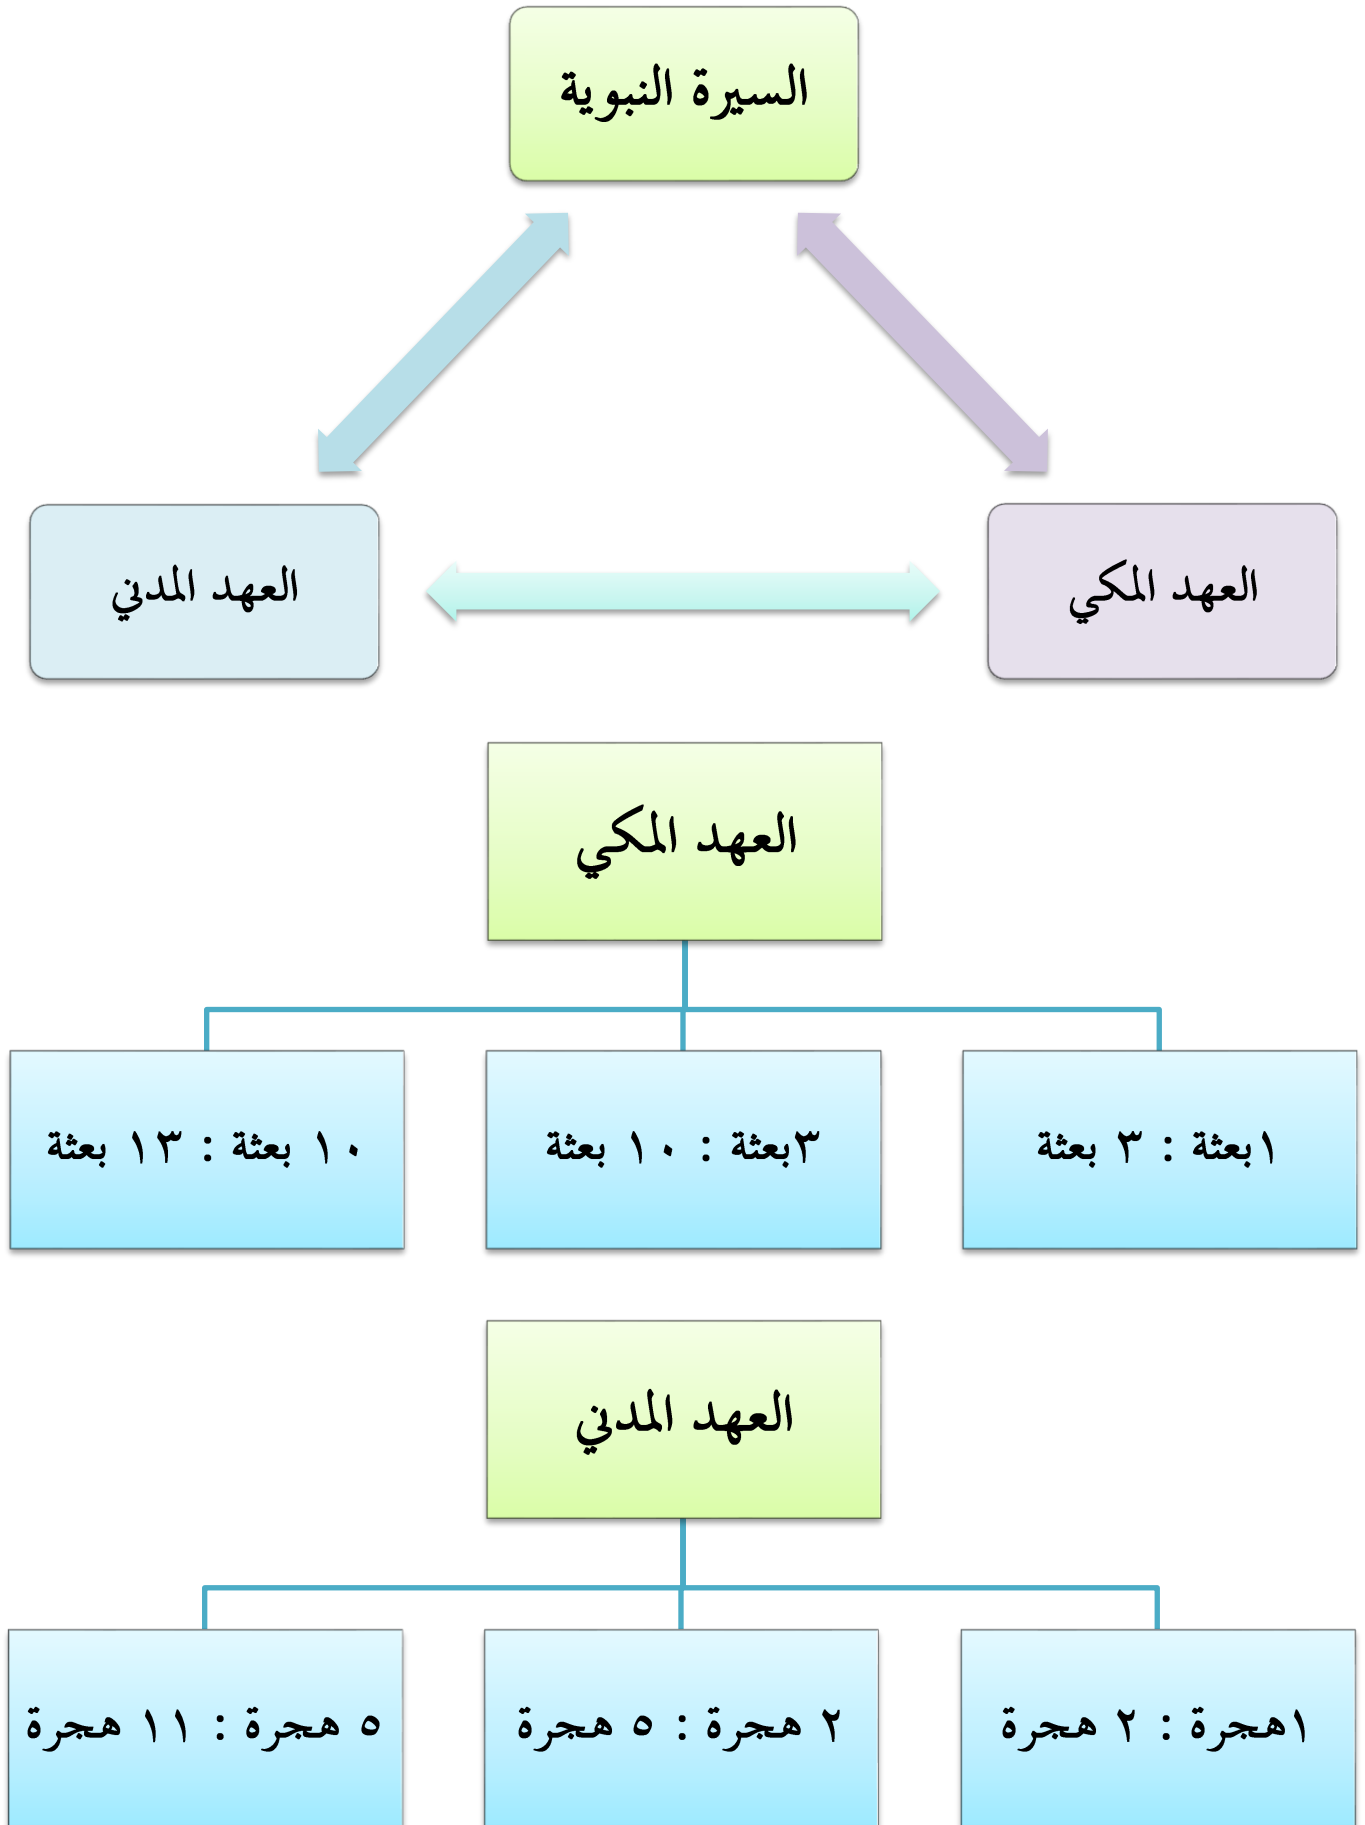 السيرة النبوية
العهد المكي
العهد المدني
العهد المكي
١بعثة : ٣ بعثة
٣بعثة : ١٠ بعثة
١٠ بعثة : ١٣ بعثة
العهد المدني
١هجرة : ٢ هجرة
٢ هجرة : ٥ هجرة
٥ هجرة : ١١ هجرة